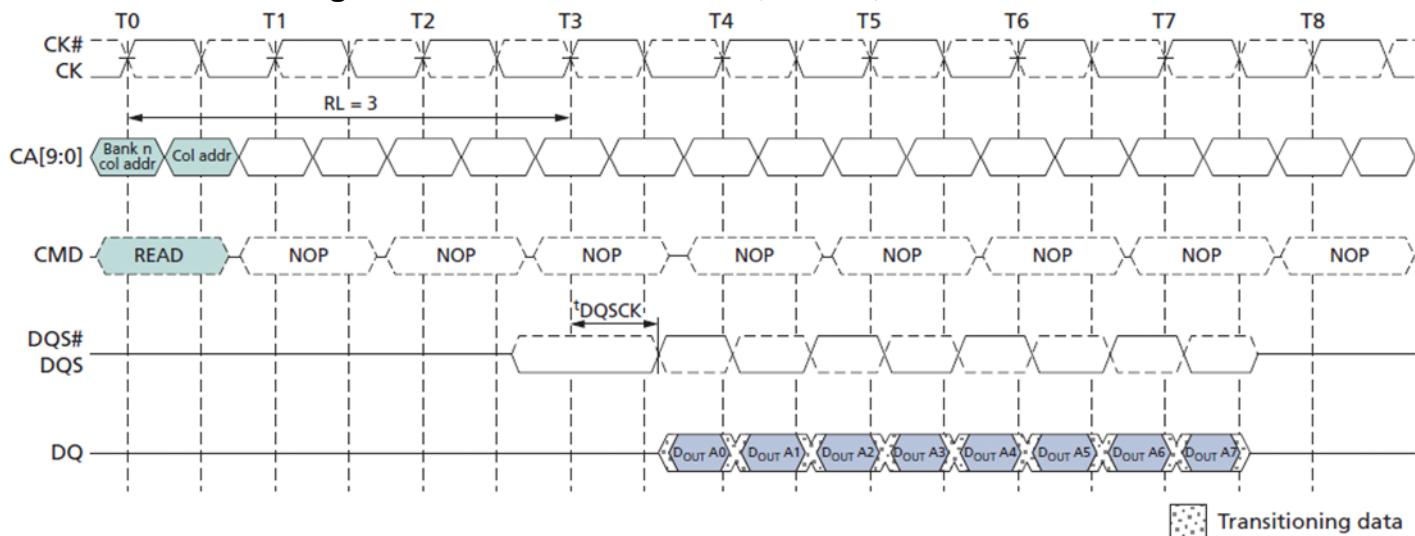 T0 T1 T2 T3 T4 T5 T6 T7 T8
CK#
CK
RL = 3
CA[9:0]
Bank n
col addr
Col addr
CMD
READ NOP NOP NOP NOP NOP NOP NOP NOP
tDQSCK
DQS#
DQS
DQ
DOUT A0 DOUT A1 DOUT A2 DOUT A3 DOUT A4 DOUT A5 DOUT A6 DOUT A7
Transitioning data